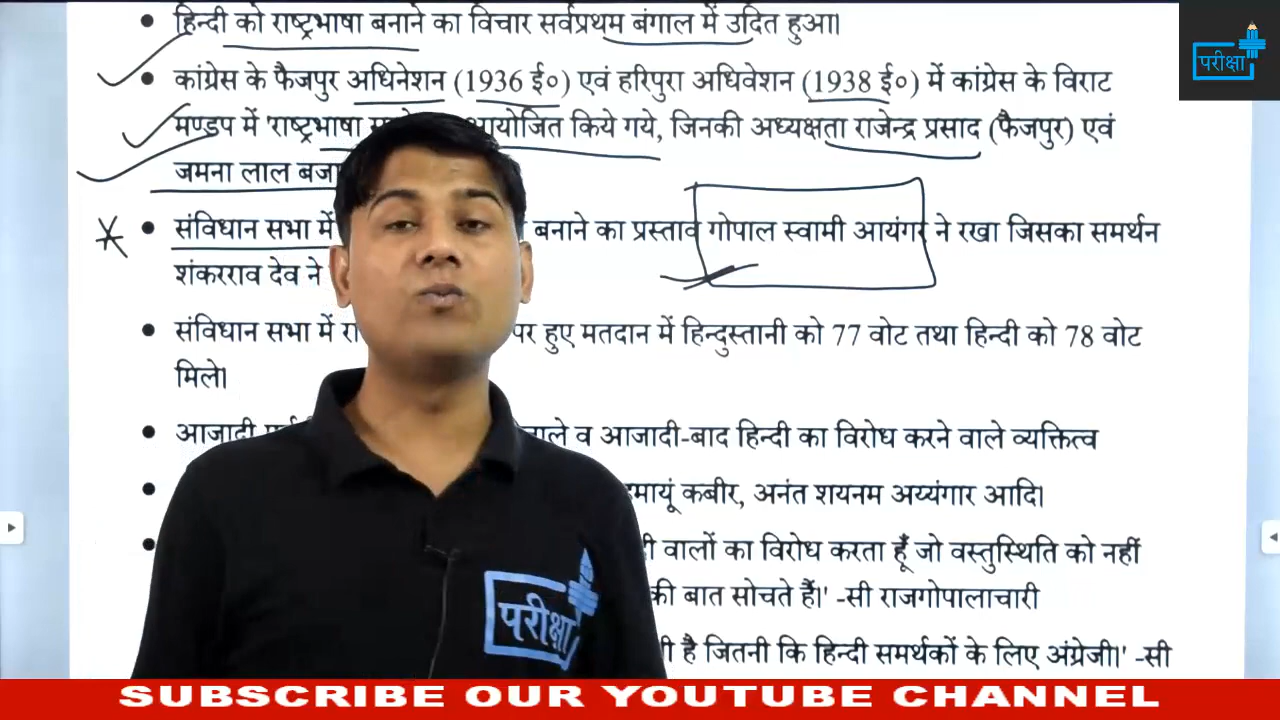 हिन्दी को राष्ट्रभाषा बनाने का विचार सर्वप्रथम बंगाल में उदित हुआ।
परीक्षा
कांग्रेस के फैजपुर अधिनेशन (1936 ई०) एवं हरिपुरा अधिवेशन (1938 ई०) में कांग्रेस के विराट
मण्डप में 'राष्ट्रभाषा आयोजित किये गये, जिनकी अध्यक्षता राजेन्द्र प्रसाद (फैजपुर) एवं
जमना लाल
संविधान सभा में बनाने का प्रस्ताव गोपाल स्वामी आयंगर ने रखा जिसका समर्थन
शंकरराव देव ने
संविधान सभा में पर हुए मतदान में हिन्दुस्तानी को 77 वोट तथा हिन्दी को 78 वोट
मिले।
आजादी वाले व आजादी-बाद हिन्दी का विरोध करने वाले व्यक्तित्व
हुमायूं कबीर, अनंत शयनम अय्यंगार आदि।
वालों का विरोध करता हूँ जो वस्तुस्थिति को नहीं
की बात सोचते हैं।' -सी राजगोपालाचारी
परीक्षा
है जितनी कि हिन्दी समर्थकों के लिए अंग्रेजी।' -सी
SUBSCRIBE OUR YOUTUBE CHANNEL